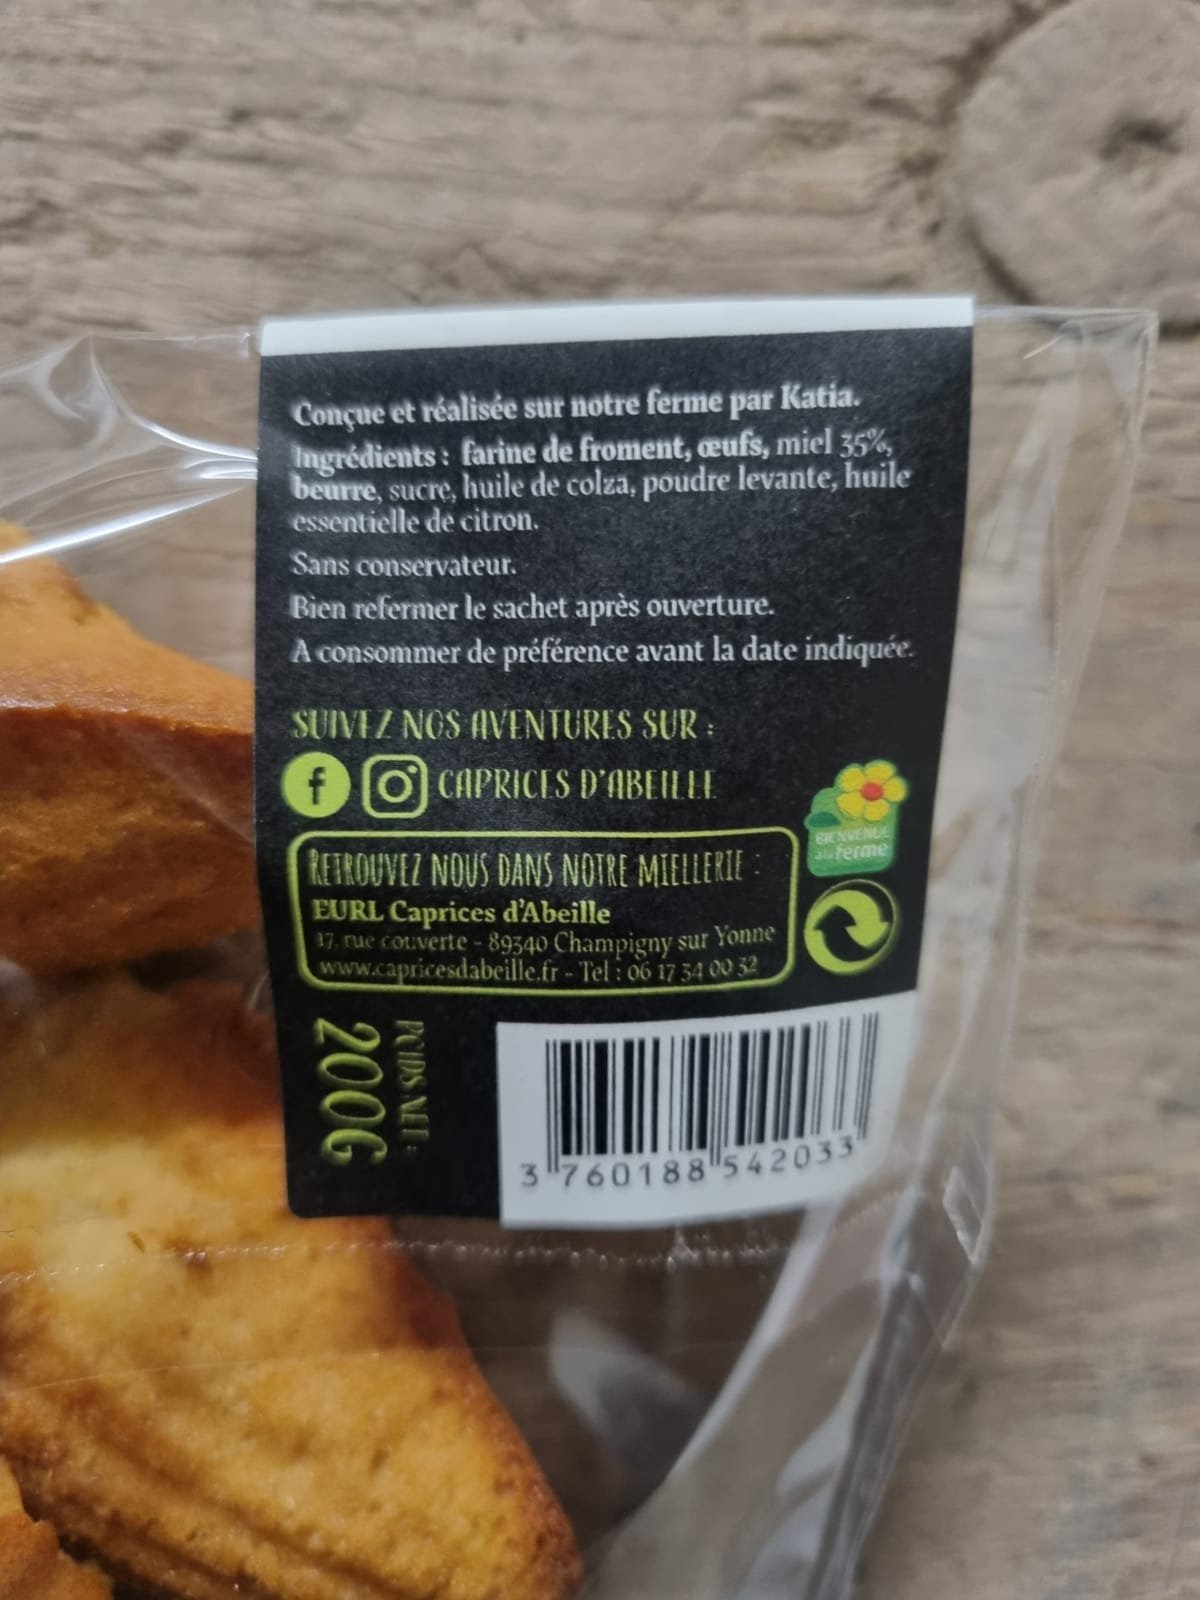 Conçue et réalisée sur notre ferme par Katia.
Ingrédients : farine de froment, œufs, miel 35%,
beurre, sucre, huile de colza, poudre levante, huile
essentielle de citron.
Sans conservateur.
Bien refermer le sachet après ouverture.
A consommer de préférence avant la date indiquée.
SUIVEZ NOS AVENTURES SUR :
f CAPRICES D'ABEILLE
BIENVENUE
à la ferme
RETROUVEZ NOUS DANS NOTRE MIELLERIE :
EURL Caprices d'Abeille
17, rue couverte - 89340 Champigny sur Yonne
www.capricesdabeille.fr - Tel : 06 17 34 00 32
POIDS NET :
200G
3 760188 542033